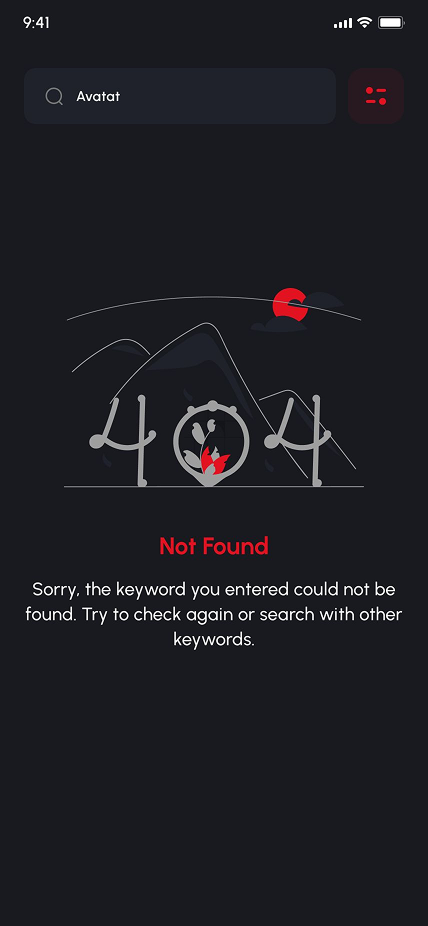 9:41
Avatat
404
Not Found
Sorry, the keyword you entered could not be
found. Try to check again or search with other
keywords.